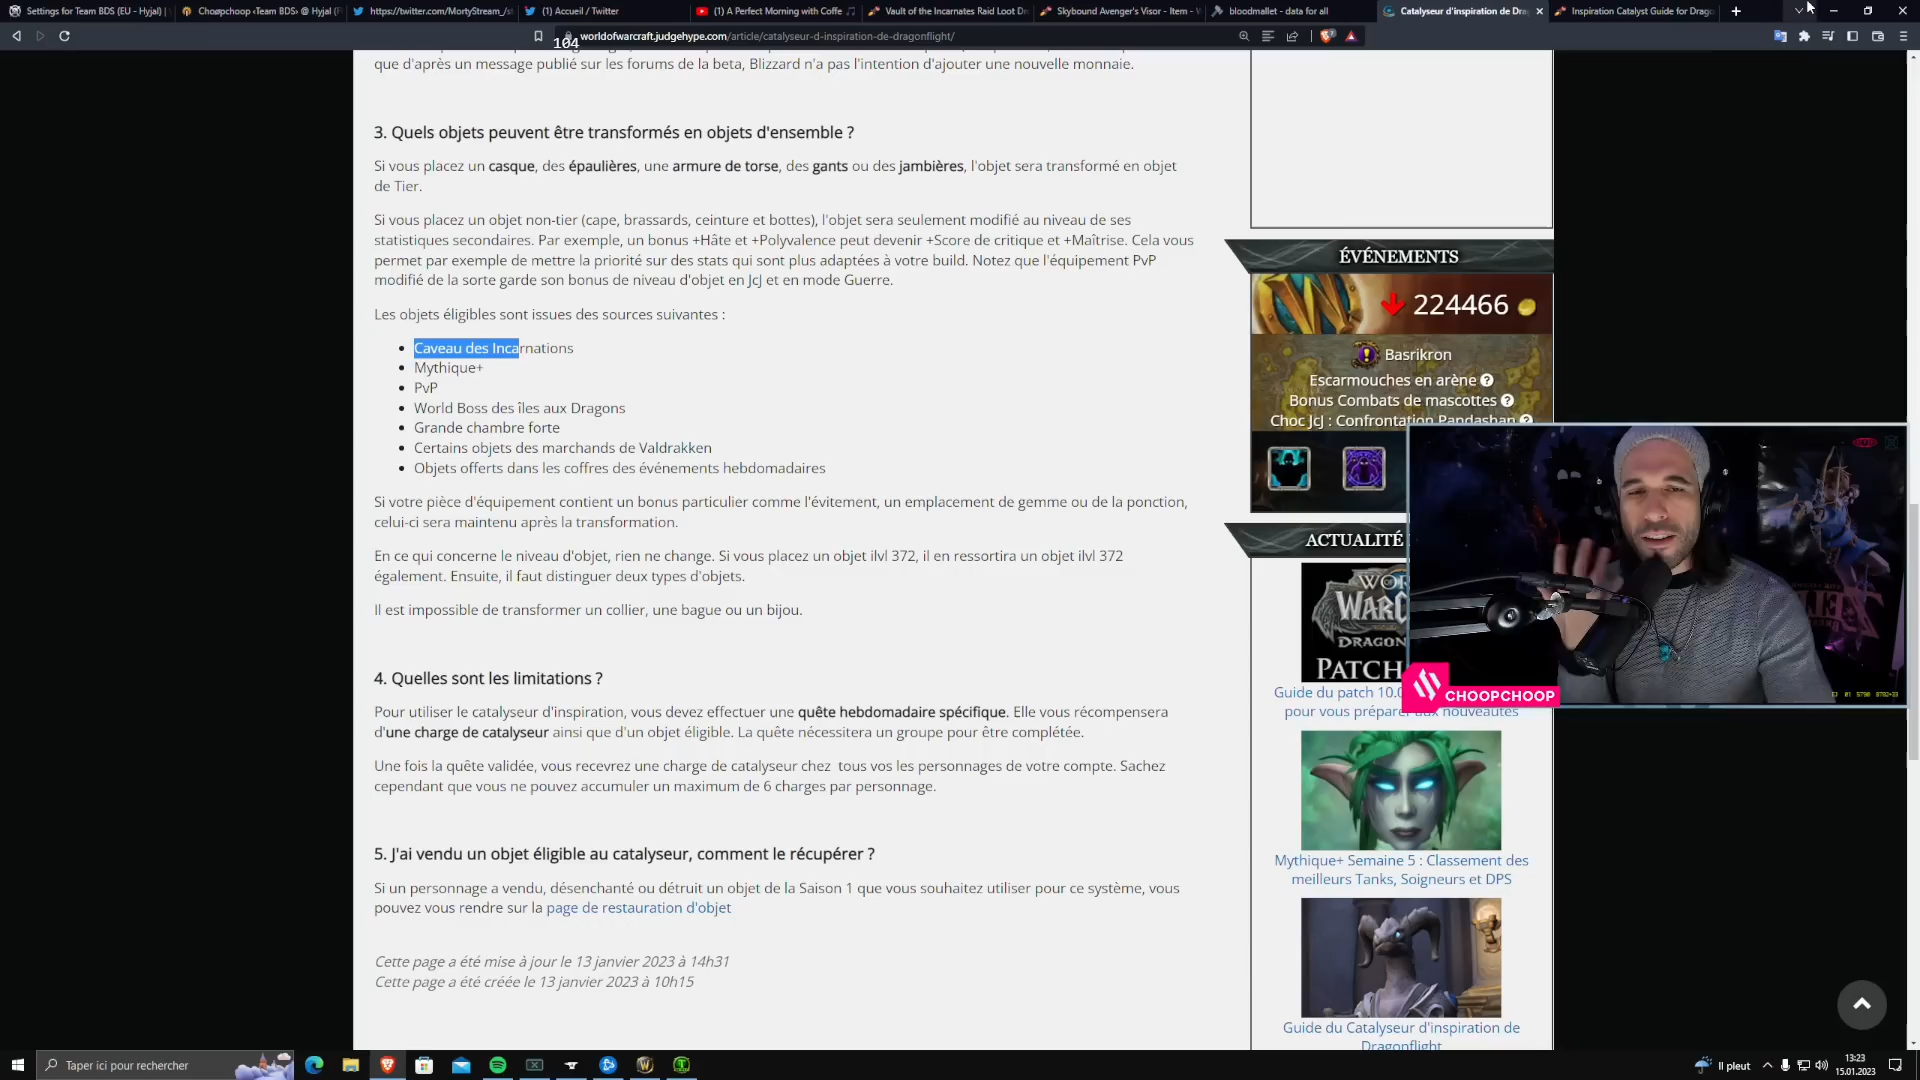 Settings for Team BDS (EU - Hyjal)
Choopchoop <Team BDS> @ Hyjal (F
https://twitter.com/MortyStream_/st
(1) Accueil / Twitter
(1) A Perfect Morning with Coffe
Vault of the Incarnates Raid Loot Dr
Skybound Avenger's Visor - Item - W
bloodmallet - data for all
Catalyseur d'inspiration de Drag
Inspiration Catalyst Guide for Drago
104
worldofwarcraft.judgehype.com/article/catalyseur-d-inspiration-de-dragonflight/
que d'après un message publié sur les forums de la beta, Blizzard n'a pas l'intention d'ajouter une nouvelle monnaie.
3. Quels objets peuvent être transformés en objets d'ensemble ?
Si vous placez un casque, des épaulières, une armure de torse, des gants ou des jambières, l'objet sera transformé en objet
de Tier.
Si vous placez un objet non-tier (cape, brassards, ceinture et bottes), l'objet sera seulement modifié au niveau de ses
statistiques secondaires. Par exemple, un bonus +Hâte et +Polyvalence peut devenir +Score de critique et +Maîtrise. Cela vous
permet par exemple de mettre la priorité sur des stats qui sont plus adaptées à votre build. Notez que l'équipement PvP
modifié de la sorte garde son bonus de niveau d'objet en JcJ et en mode Guerre.
Les objets éligibles sont issues des sources suivantes :
Caveau des Incarnations
Mythique+
PvP
World Boss des îles aux Dragons
Grande chambre forte
Certains objets des marchands de Valdrakken
Objets offerts dans les coffres des événements hebdomadaires
Si votre pièce d'équipement contient un bonus particulier comme l'évitement, un emplacement de gemme ou de la ponction,
celui-ci sera maintenu après la transformation.
En ce qui concerne le niveau d'objet, rien ne change. Si vous placez un objet ilvl 372, il en ressortira un objet ilvl 372
également. Ensuite, il faut distinguer deux types d'objets.
Il est impossible de transformer un collier, une bague ou un bijou.
4. Quelles sont les limitations ?
Pour utiliser le catalyseur d'inspiration, vous devez effectuer une quête hebdomadaire spécifique. Elle vous récompensera
d'une charge de catalyseur ainsi que d'un objet éligible. La quête nécessitera un groupe pour être complétée.
Une fois la quête validée, vous recevrez une charge de catalyseur chez tous vos les personnages de votre compte. Sachez
cependant que vous ne pouvez accumuler un maximum de 6 charges par personnage.
5. J'ai vendu un objet éligible au catalyseur, comment le récupérer ?
Si un personnage a vendu, désenchanté ou détruit un objet de la Saison 1 que vous souhaitez utiliser pour ce système, vous
pouvez vous rendre sur la page de restauration d'objet
Cette page a été mise à jour le 13 janvier 2023 à 14h31
Cette page a été créée le 13 janvier 2023 à 10h15
ÉVÉNEMENTS
224466
Basrikron
Escarmouches en arène
Bonus Combats de mascottes
Choc JcJ : Confrontation Pandashan
ACTUALITÉ
WARC
DRAGON
PATCH
Guide du patch 10.0
pour vous préparer aux nouveautés
CHOOPCHOOP
Mythique+ Semaine 5 : Classement des
meilleurs Tanks, Soigneurs et DPS
Guide du Catalyseur d'inspiration de
Dragonflight
Taper ici pour rechercher
Il pleut
13:23
15.01.2023